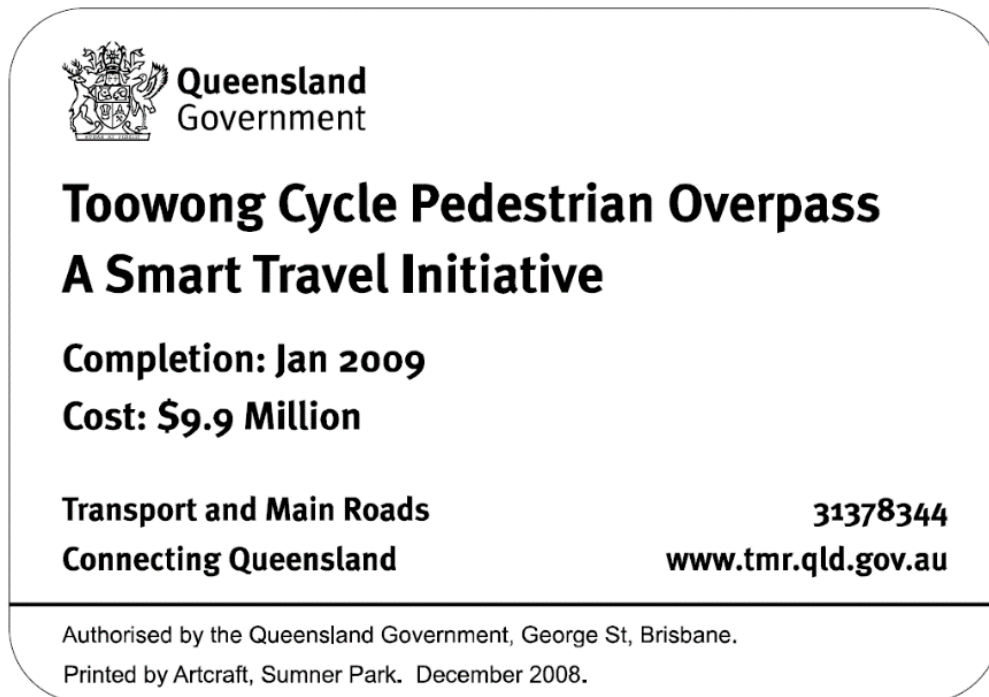 Queensland
Government
Toowong Cycle Pedestrian Overpass
A Smart Travel Initiative
Completion: Jan 2009
Cost: $9.9 Million
Transport and Main Roads 31378344
Connecting Queensland www.tmr.qld.gov.au
Authorised by the Queensland Government, George St, Brisbane.
Printed by Artcraft, Sumner Park. December 2008.